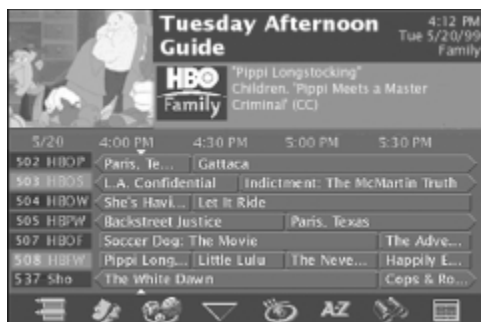 Tuesday Afternoon
Guide
4:12 PM
Tue 5/20/99
Family
HBO
Family
"Pippi Longstocking"
Children. "Pippi Meets a Master
Criminal" (CC)
5/20 4:00 PM 4:30 PM 5:00 PM 5:30 PM
502 HBOP Paris, Te... Gattaca
503 HBOS L.A. Confidential Indictment: The McMartin Truth
504 HBOW She's Havi... Let It Ride
505 HBPW Backstreet Justice Paris, Texas
507 HBOF Soccer Dog: The Movie The Adve...
508 HBFW Pippi Long... Little Lulu The Neve... Happily E...
537 Sho The White Dawn Cops & Ro...
A-Z